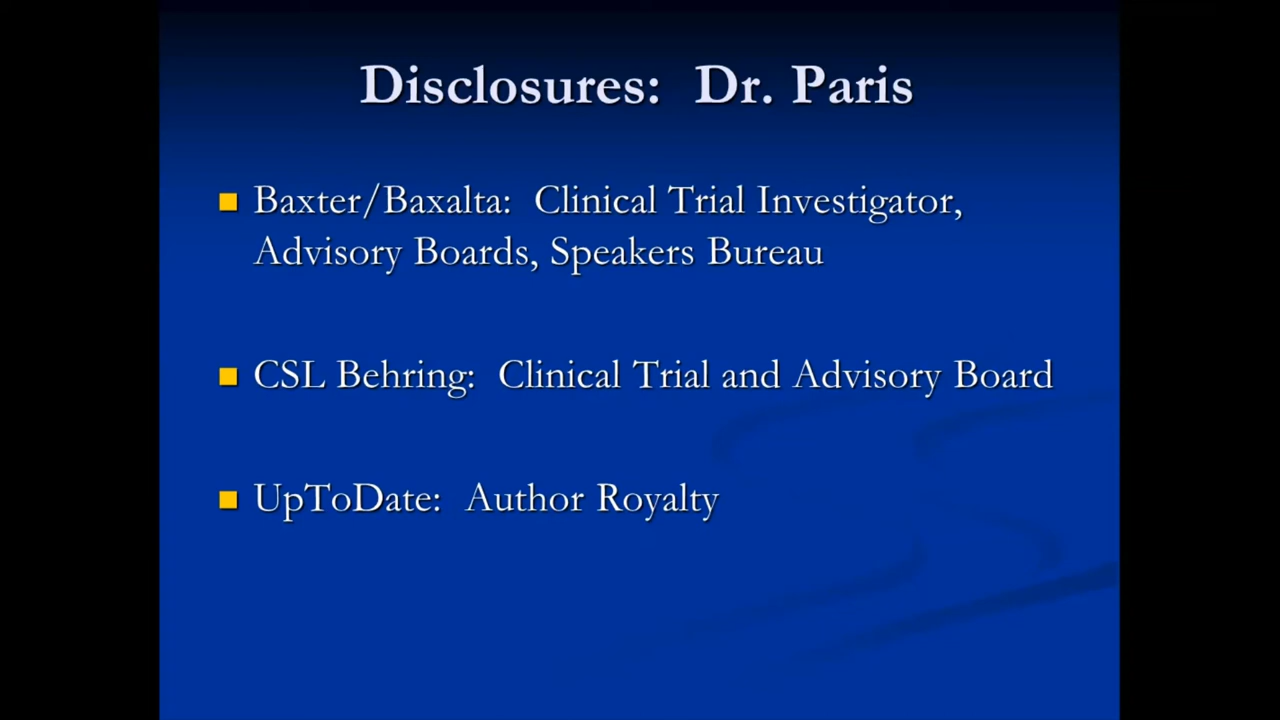 Disclosures: Dr. Paris
Baxter/Baxalta: Clinical Trial Investigator,
Advisory Boards, Speakers Bureau
CSL Behring: Clinical Trial and Advisory Board
UpToDate: Author Royalty